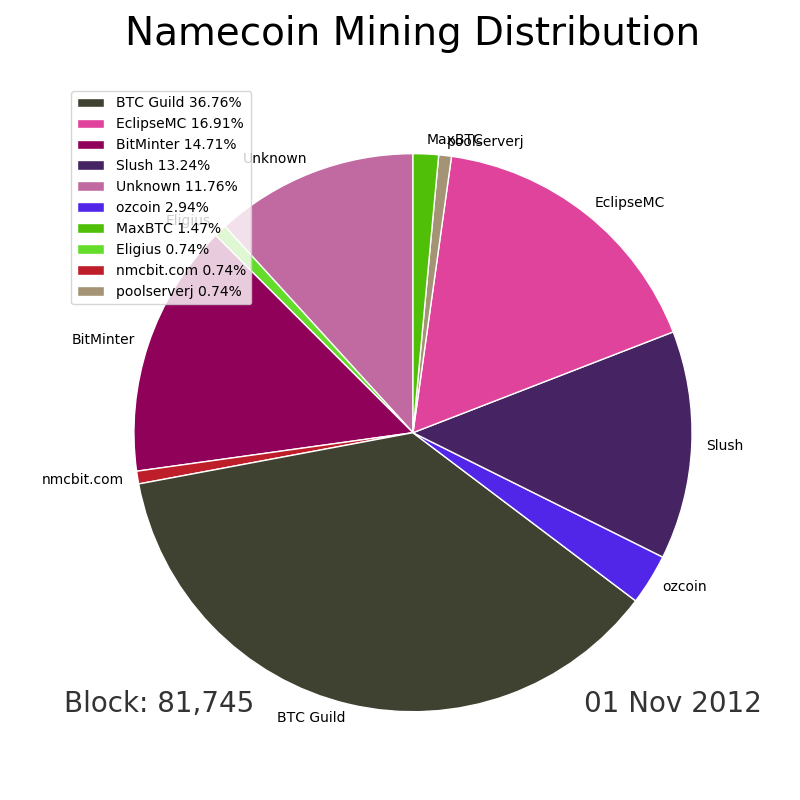 Namecoin Mining Distribution
BTC Guild 36.76%
EclipseMC 16.91%
BitMinter 14.71%
Slush 13.24%
Unknown 11.76%
ozcoin 2.94%
MaxBTC 1.47%
Eligius 0.74%
nmcbit.com 0.74%
poolserverj 0.74%
MaxBTC
poolserverj
Unknown
EclipseMC
Eligius
BitMinter
Slush
nmcbit.com
ozcoin
BTC Guild
Block: 81,745
01 Nov 2012